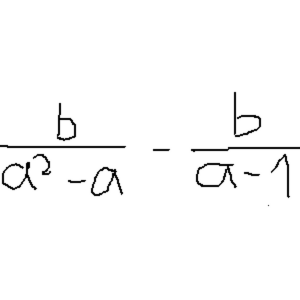 b/(a² - a) - b/(a - 1)